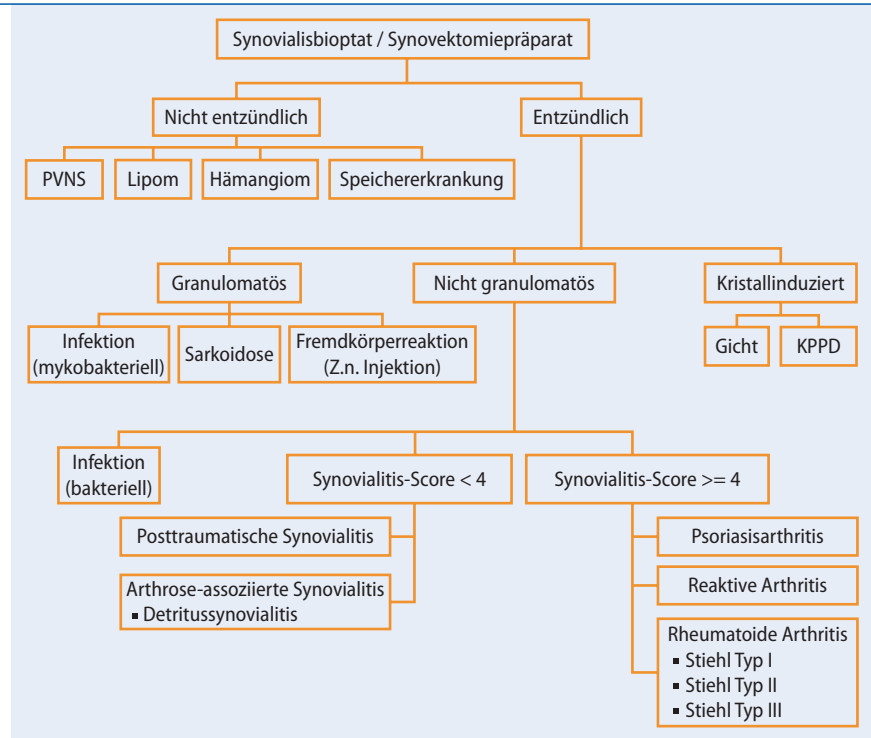 Synovialisbioptat / Synovektomiepräparat
Nicht entzündlich
Entzündlich
PVNS
Lipom
Hämangiom
Speichererkrankung
Granulomatös
Nicht granulomatös
Kristallinduziert
Infektion
(mykobakteriell)
Sarkoidose
Fremdkörperreaktion
(Z.n. Injektion)
Gicht
KPPD
Infektion
(bakteriell)
Synovialitis-Score < 4
Synovialitis-Score >= 4
Posttraumatische Synovialitis
Arthrose-assoziierte Synovialitis
▪ Detritussynovialitis
Psoriasisarthritis
Reaktive Arthritis
Rheumatoide Arthritis
▪ Stiehl Typ I
▪ Stiehl Typ II
▪ Stiehl Typ III